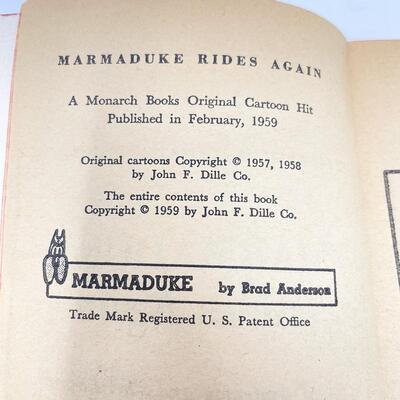 MARMADUKE RIDES AGAIN
A Monarch Books Original Cartoon Hit
Published in February, 1959
Original cartoons Copyright © 1957, 1958
by John F. Dille Co.
The entire contents of this book
Copyright © 1959 by John F. Dille Co.
MARMADUKE by Brad Anderson
Trade Mark Registered U. S. Patent Office